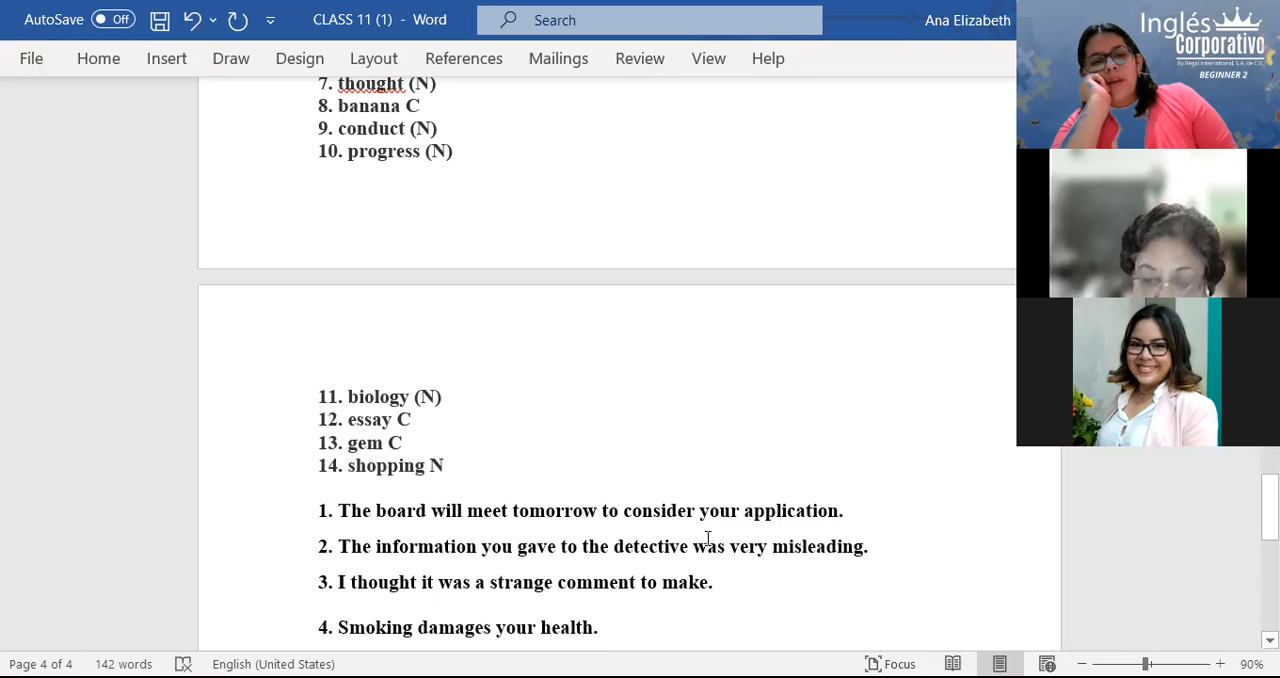 AutoSave Off CLASS 11 (1) - Word Search Ana Elizabeth
File Home Insert Draw Design Layout References Mailings Review View Help
Inglés
Corporativo
By Regal International, S.A. de C.V.
BEGINNER 2
7. thought (N)
8. banana C
9. conduct (N)
10. progress (N)
11. biology (N)
12. essay C
13. gem C
14. shopping N
1. The board will meet tomorrow to consider your application.
2. The information you gave to the detective was very misleading.
3. I thought it was a strange comment to make.
4. Smoking damages your health.
Page 4 of 4 142 words English (United States) Focus 90%